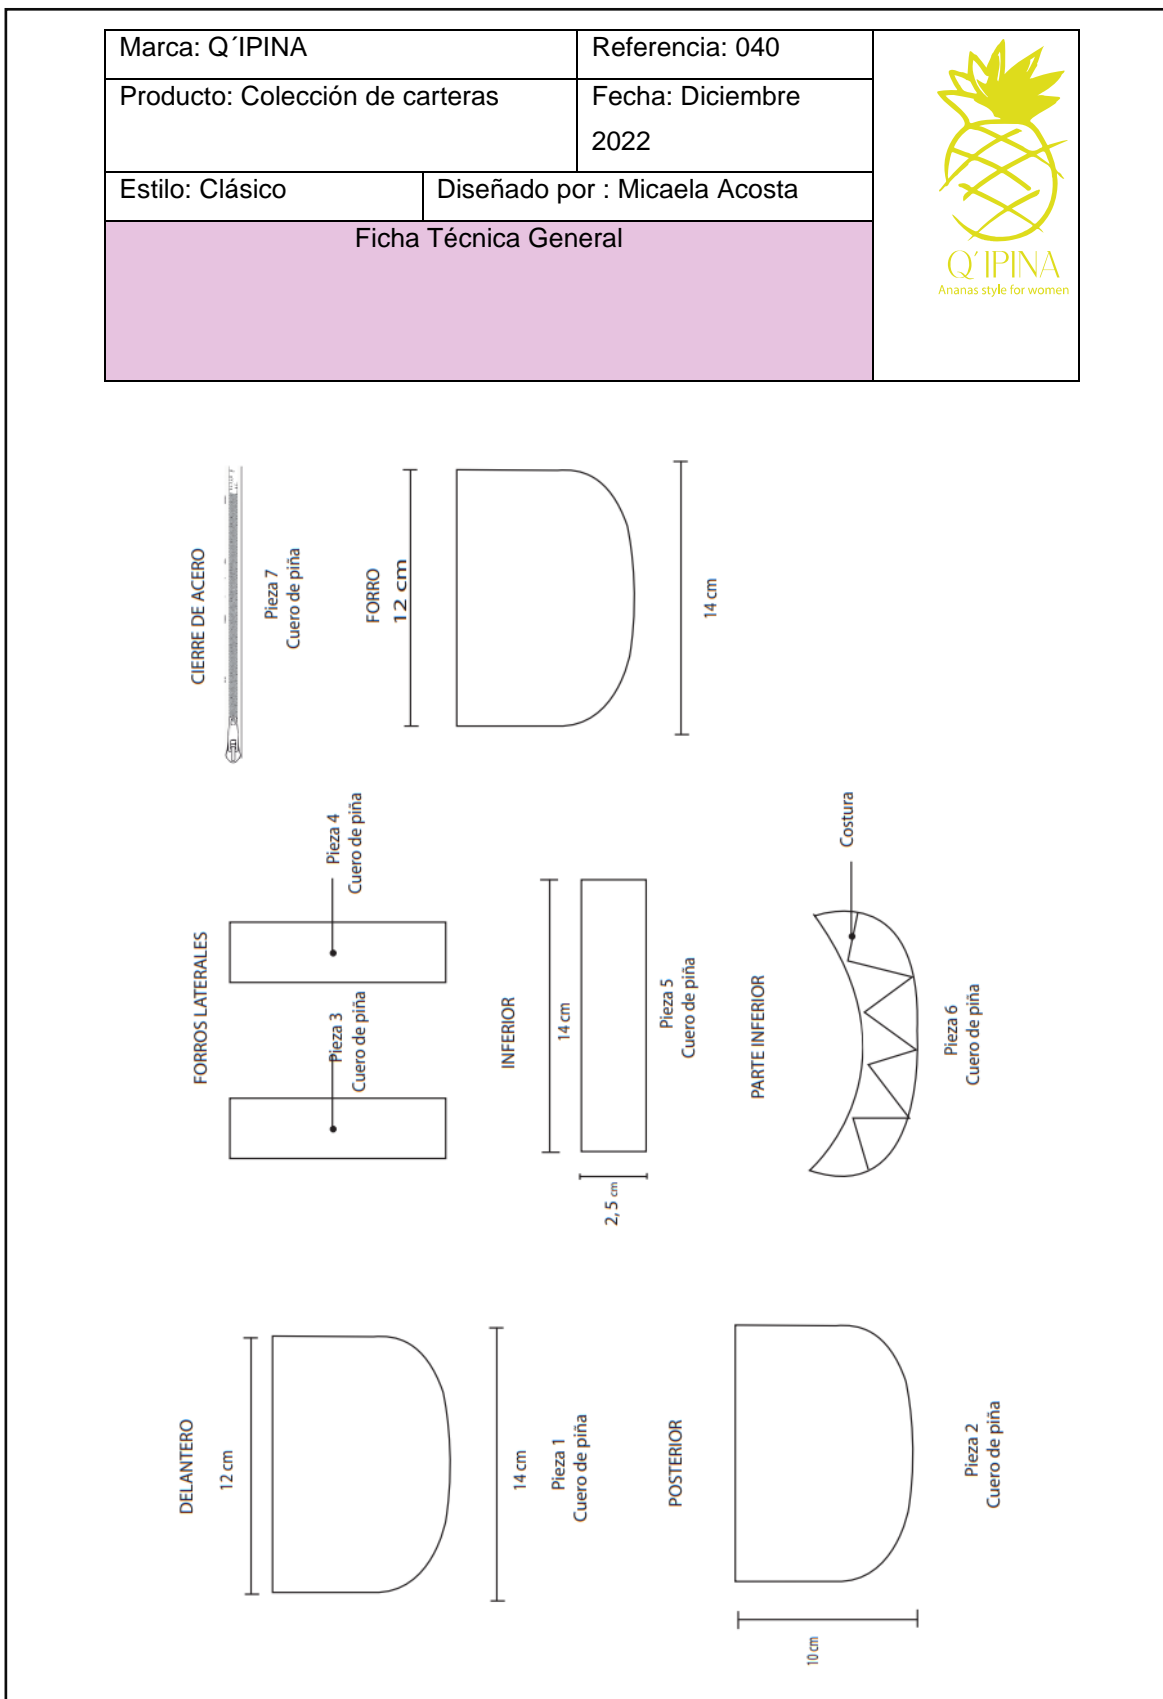 Marca: Q´IPINA
Referencia: 040
Producto: Colección de carteras
Fecha: Diciembre
2022
Estilo: Clásico
Diseñado por : Micaela Acosta
Ficha Técnica General
Q´IPINA
Ananas style for women
DELANTERO
12 cm
14 cm
Pieza 1
Cuero de piña
POSTERIOR
10 cm
Pieza 2
Cuero de piña
FORROS LATERALES
Pieza 3
Cuero de piña
Pieza 4
Cuero de piña
INFERIOR
14 cm
2, 5 cm
Pieza 5
Cuero de piña
PARTE INFERIOR
Costura
Pieza 6
Cuero de piña
CIERRE DE ACERO
Pieza 7
Cuero de piña
FORRO
12 cm
14 cm